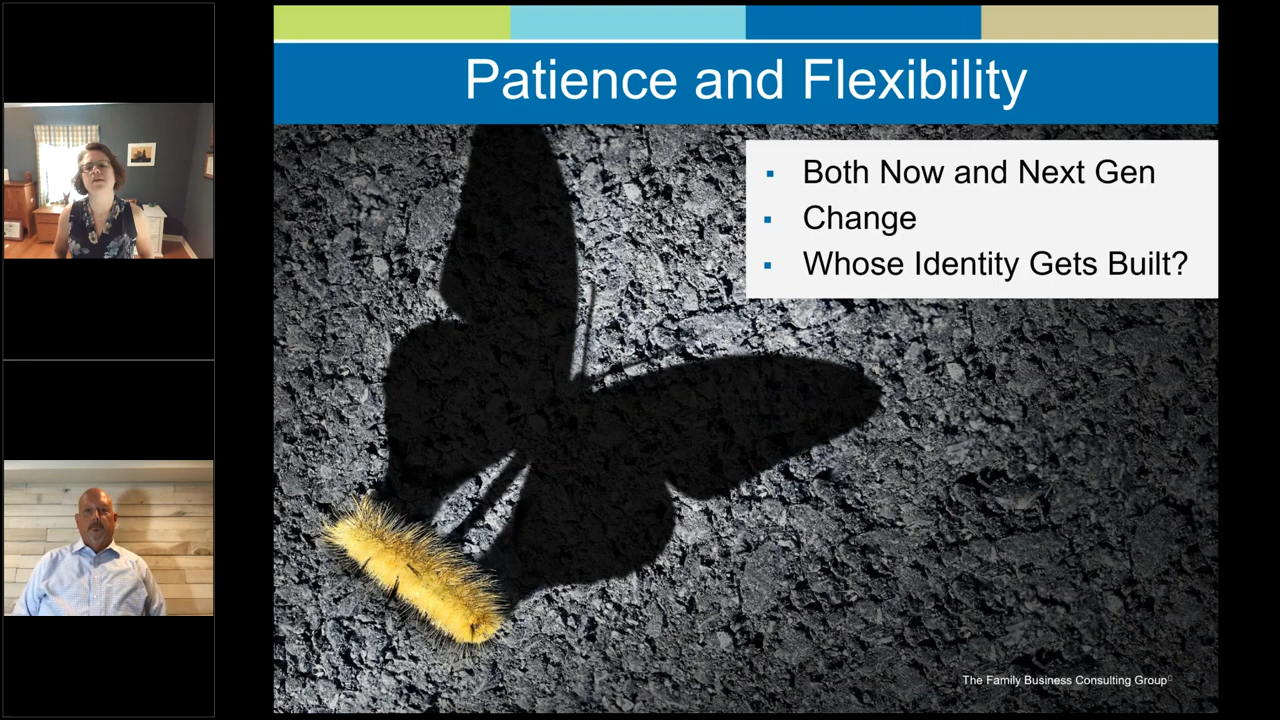 Patience and Flexibility
Both Now and Next Gen
Change
Whose Identity Gets Built?
The Family Business Consulting Group